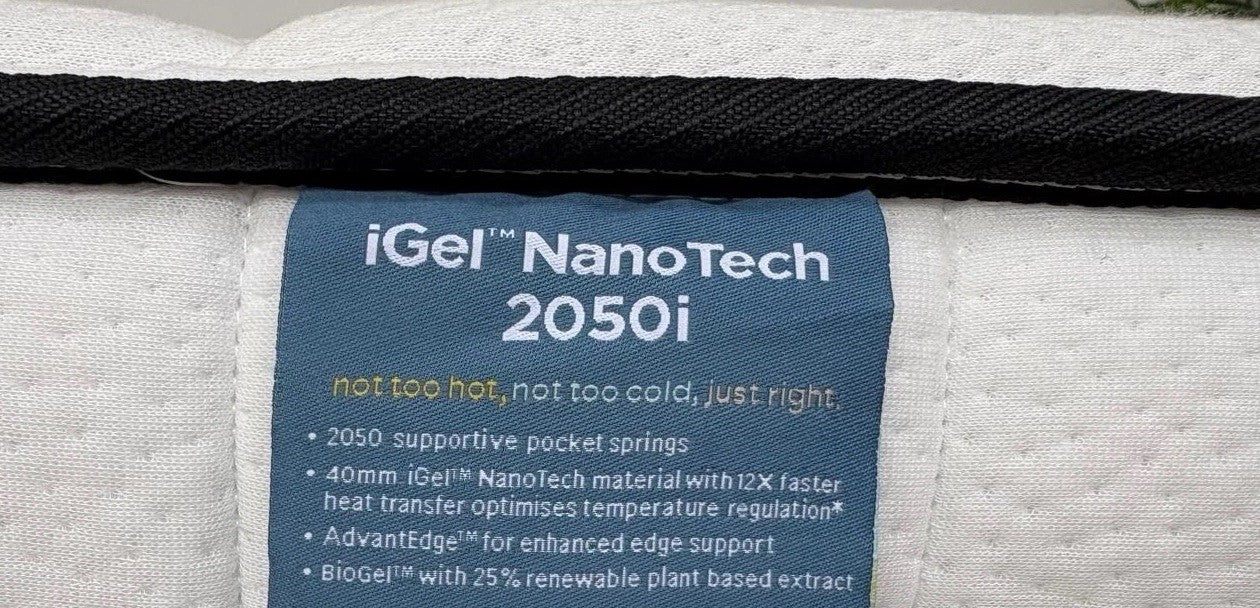 iGel™ NanoTech
2050i
not too hot, not too cold, just right.
• 2050 supportive pocket springs
• 40mm iGel™ NanoTech material with 12X faster
heat transfer optimises temperature regulation*
• AdvantEdge™ for enhanced edge support
• BioGel™ with 25% renewable plant based extract